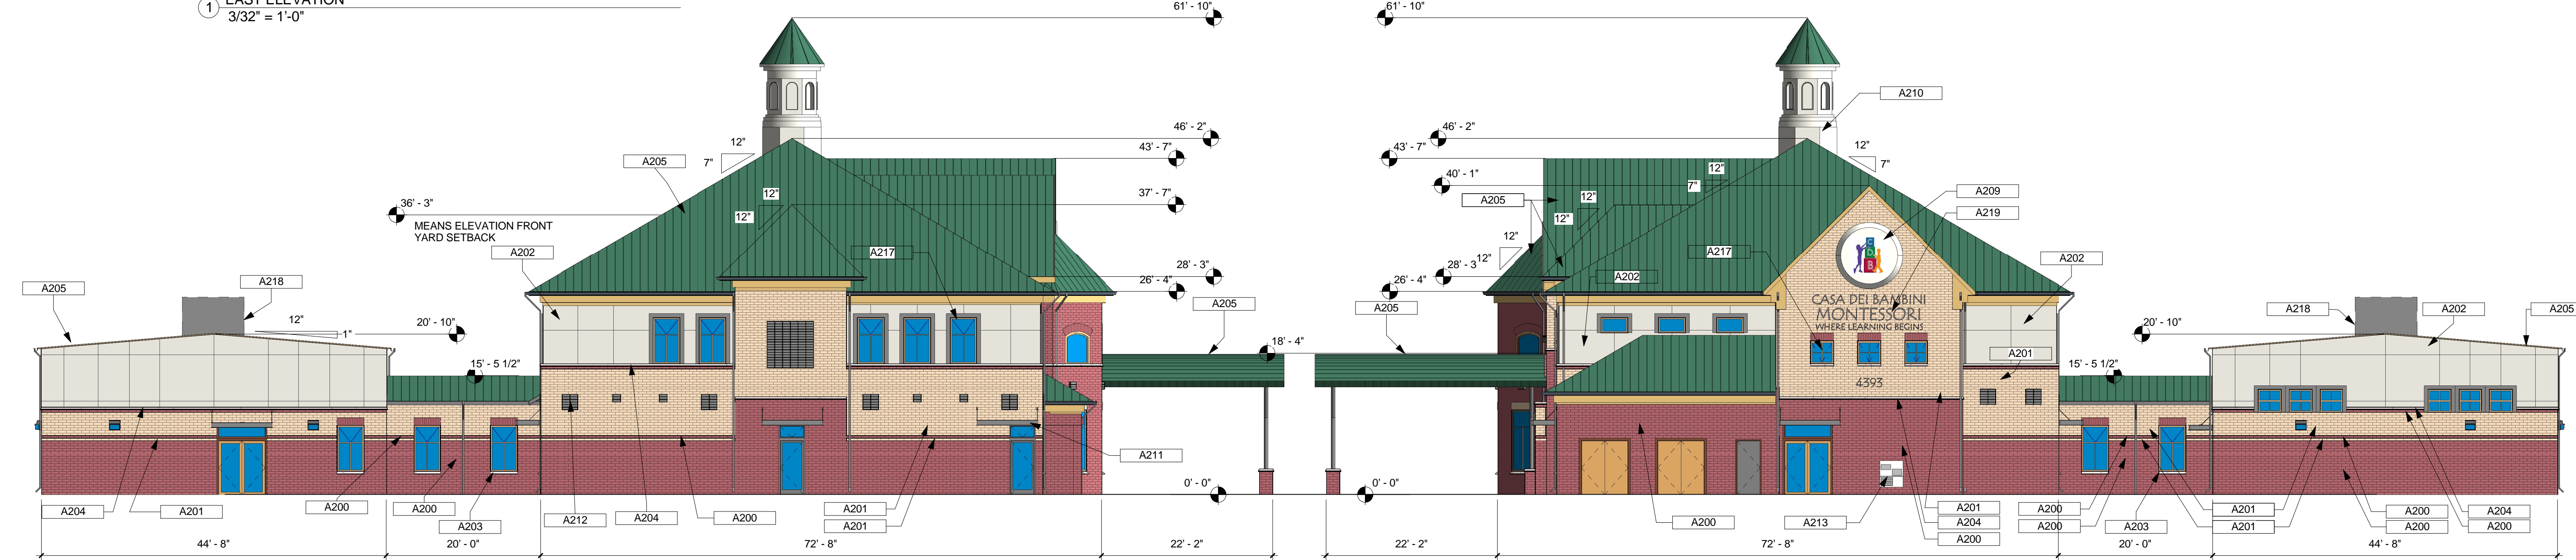 1 EAST ELEVATION
3/32" = 1'-0"
61' - 10"
46' - 2"
43' - 7"
37' - 7"
36' - 3"
MEANS ELEVATION FRONT
YARD SETBACK
28' - 3"
26' - 4"
20' - 10"
18' - 4"
15' - 5 1/2"
0' - 0"
12"
7"
12"
12"
12"
1"
A205
A218
A202
A205
A217
A205
A211
A204
A201
A200
A200
A203
A212
A204
A200
A201
A201
44' - 8"
20' - 0"
72' - 8"
22' - 2"
61' - 10"
46' - 2"
43' - 7"
40' - 1"
28' - 3
26' - 4"
20' - 10"
15' - 5 1/2"
0' - 0"
12"
7"
12"
7"
12"
12"
12"
12"
A210
A209
A219
A205
A217
A202
A202
A201
A205
A218
A202
A205
C
D
B
CASA DEI BAMBINI
MONTESSORI
WHERE LEARNING BEGINS
4393
A200
A213
A201
A204
A200
A200
A200
A203
A201
A201
A200
A200
A204
A200
22' - 2"
72' - 8"
20' - 0"
44' - 8"